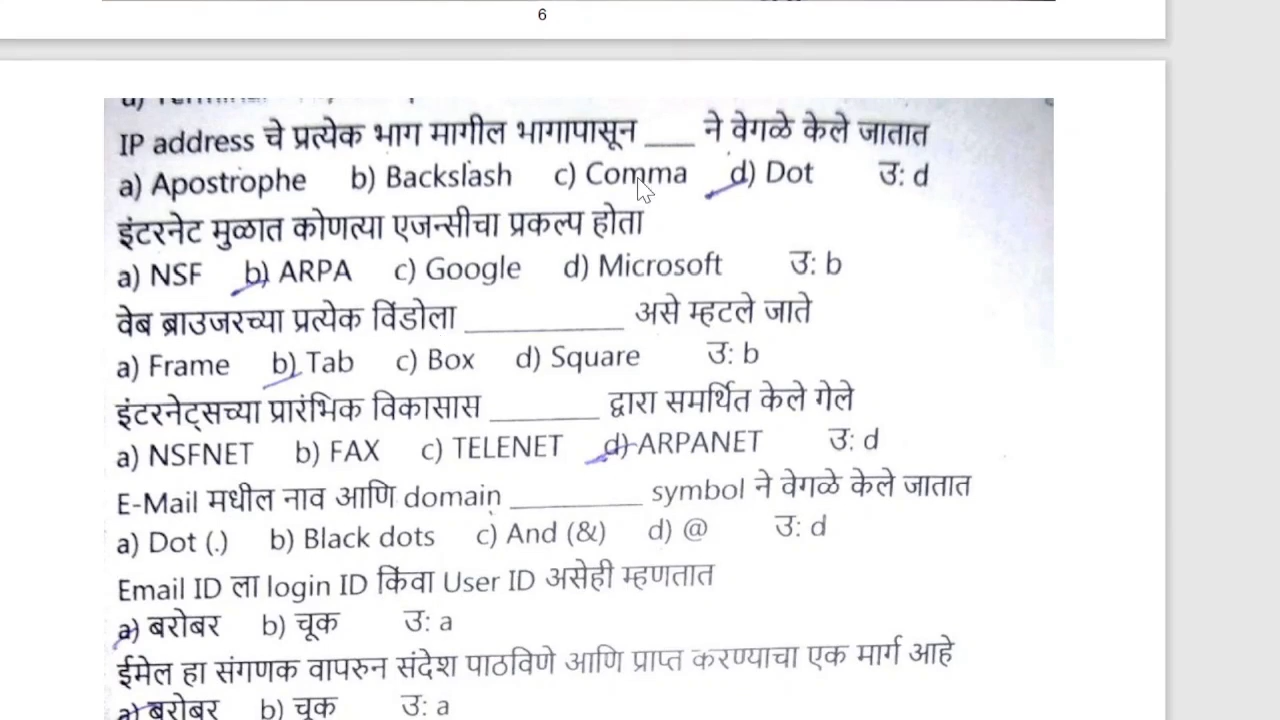 6
IP address चे प्रत्येक भाग मागील भागापासून ____ ने वेगळे केले जातात
a) Apostrophe b) Backslash c) Comma d) Dot उ: d
इंटरनेट मुळात कोणत्या एजन्सीचा प्रकल्प होता
a) NSF b) ARPA c) Google d) Microsoft उ: b
वेब ब्राउजरच्या प्रत्येक विंडोला ____________ असे म्हटले जाते
a) Frame b) Tab c) Box d) Square उ: b
इंटरनेट्सच्या प्रारंभिक विकासास ________ द्वारा समर्थित केले गेले
a) NSFNET b) FAX c) TELENET d) ARPANET उ: d
E-Mail मधील नाव आणि domain __________ symbol ने वेगळे केले जातात
a) Dot (.) b) Black dots c) And (&) d) @ उ: d
Email ID ला login ID किंवा User ID असेही म्हणतात
a) बरोबर b) चूक उ: a
ईमेल हा संगणक वापरुन संदेश पाठविणे आणि प्राप्त करण्याचा एक मार्ग आहे
a) बरोबर b) चूक उ: a